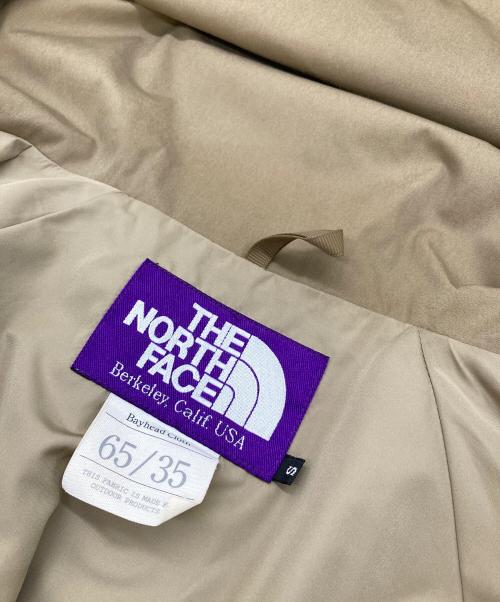 THE
NORTH
FACE
Berkeley, Calif. USA
S
Bayhead Cloth
65/35
THIS FABRIC IS MADE F
OUTDOOR PRODUCTS